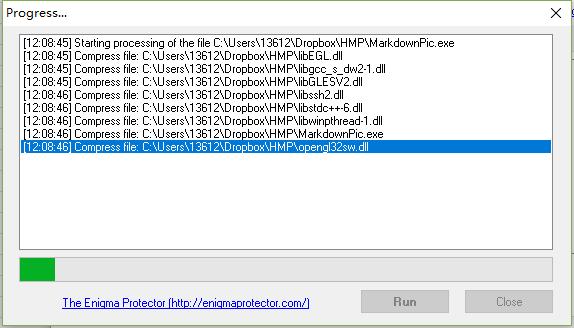 Progress...
[12:08:45] Starting processing of the file C:\Users\13612\Dropbox\HMP\MarkdownPic.exe
[12:08:45] Compress file: C:\Users\13612\Dropbox\HMP\libEGL.dll
[12:08:45] Compress file: C:\Users\13612\Dropbox\HMP\libgcc_s_dw2-1.dll
[12:08:45] Compress file: C:\Users\13612\Dropbox\HMP\libGLESV2.dll
[12:08:46] Compress file: C:\Users\13612\Dropbox\HMP\libssh2.dll
[12:08:46] Compress file: C:\Users\13612\Dropbox\HMP\libstdc++-6.dll
[12:08:46] Compress file: C:\Users\13612\Dropbox\HMP\libwinpthread-1.dll
[12:08:46] Compress file: C:\Users\13612\Dropbox\HMP\MarkdownPic.exe
[12:08:46] Compress file: C:\Users\13612\Dropbox\HMP\opengl32sw.dll
The Enigma Protector (http://enigmaprotector.com/)
Run
Close